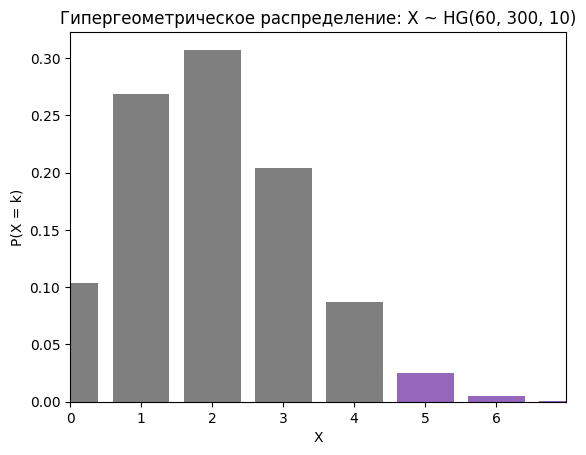 Гипергеометрическое распределение: X ~ HG(60, 300, 10)
0.30
0.25
0.20
0.15
0.10
0.05
0.00
P(X = k)
0 1 2 3 4 5 6
X